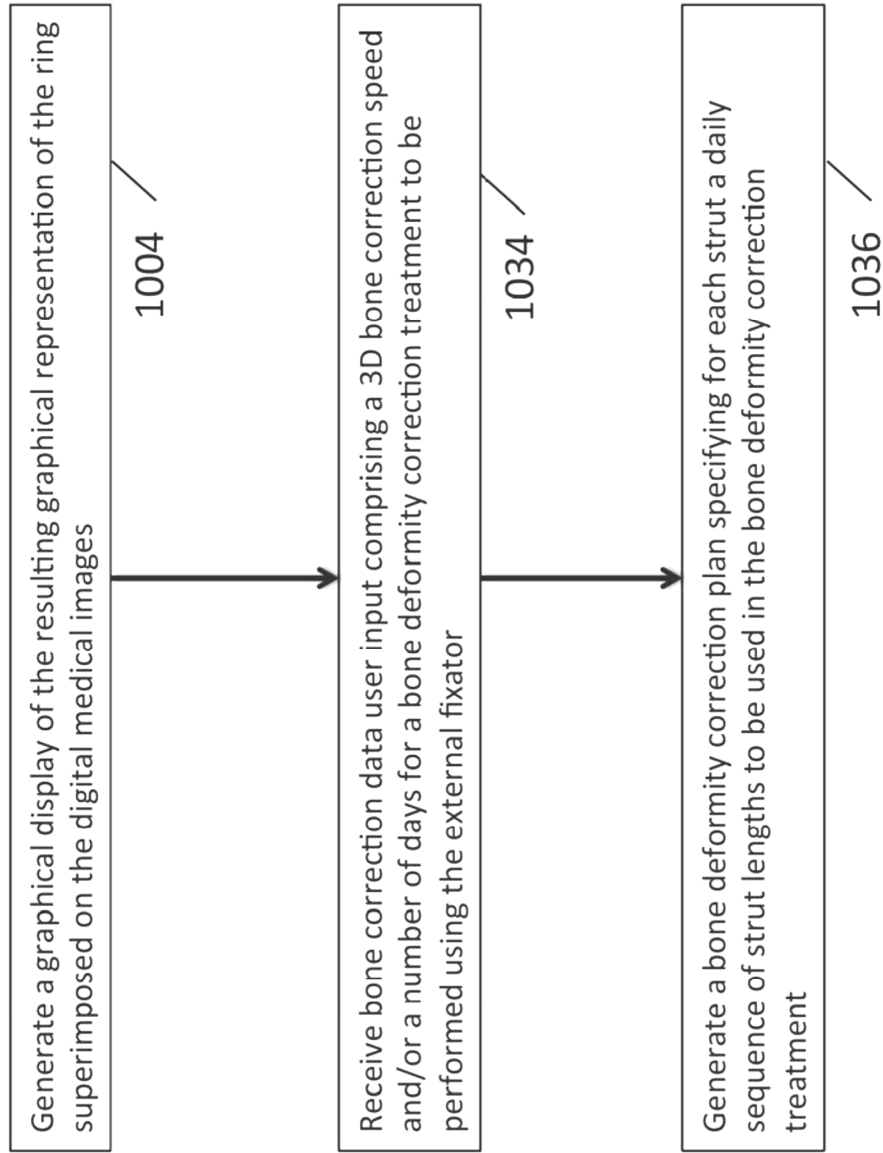 Generate a graphical display of the resulting graphical representation of the ring
superimposed on the digital medical images
1004
Receive bone correction data user input comprising a 3D bone correction speed
and/or a number of days for a bone deformity correction treatment to be
performed using the external fixator
1034
Generate a bone deformity correction plan specifying for each strut a daily
sequence of strut lengths to be used in the bone deformity correction
treatment
1036